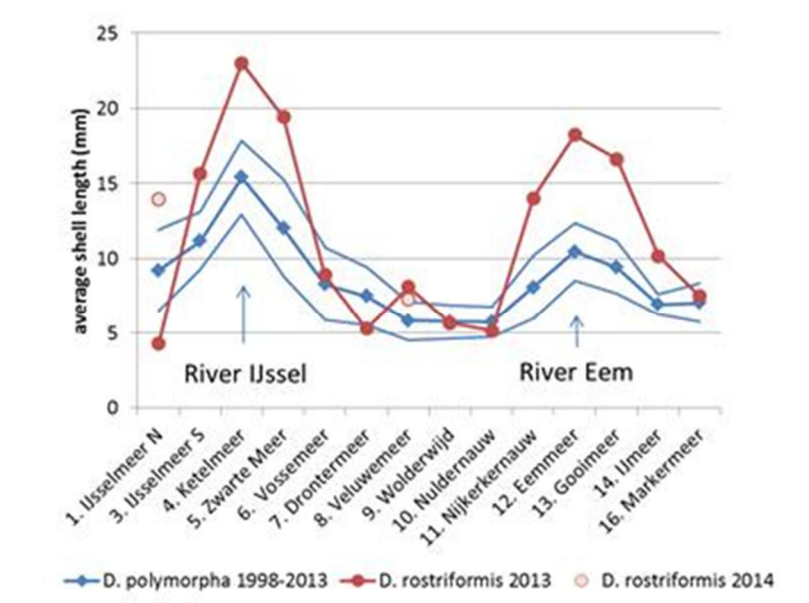 25
20
15
10
5
0
average shell length (mm)
River IJssel
River Eem
1. IJsselmeer N
3. IJsselmeer S
4. Ketelmeer
5. Zwarte Meer
6. Vossemeer
7. Drontermeer
8. Veluwemeer
9. Wolderwijd
10. Nuldernauw
11. Nijkerkernauw
12. Eemmeer
13. Gooimeer
14. IJmeer
16. Markermeer
D. polymorpha 1998-2013
D. rostriformis 2013
D. rostriformis 2014